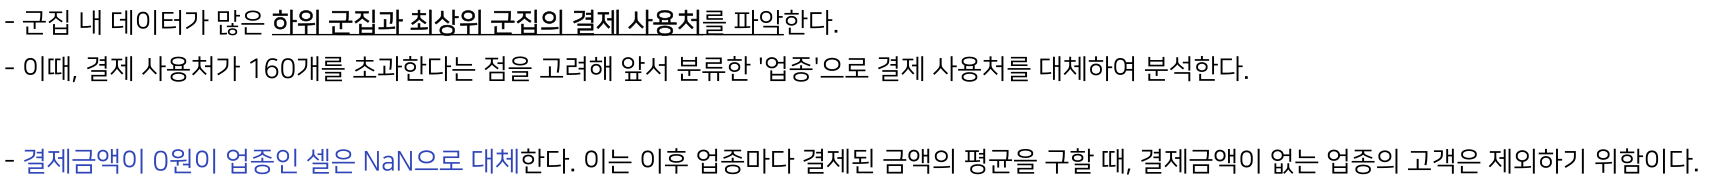 - 군집 내 데이터가 많은 하위 군집과 최상위 군집의 결제 사용처를 파악한다.
- 이때, 결제 사용처가 160개를 초과한다는 점을 고려해 앞서 분류한 '업종'으로 결제 사용처를 대체하여 분석한다.
- 결제금액이 0원이 업종인 셀은 NaN으로 대체한다. 이는 이후 업종마다 결제된 금액의 평균을 구할 때, 결제금액이 없는 업종의 고객은 제외하기 위함이다.